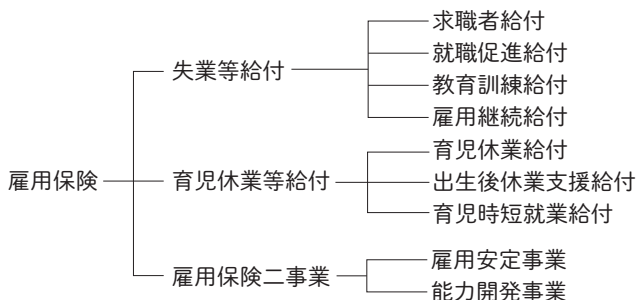 雇用保険
失業等給付
求職者給付
就職促進給付
教育訓練給付
雇用継続給付
育児休業等給付
育児休業給付
出生後休業支援給付
育児時短就業給付
雇用保険二事業
雇用安定事業
能力開発事業